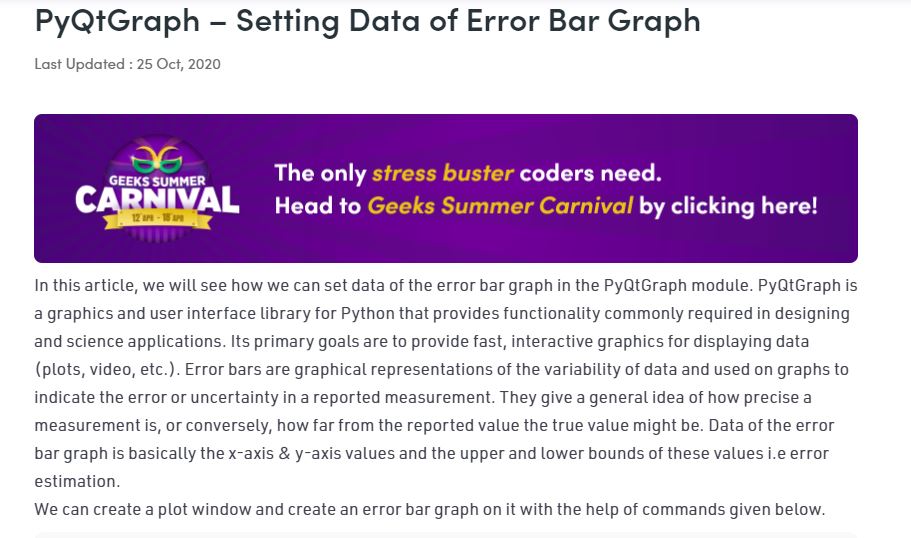 PyQtGraph – Setting Data of Error Bar Graph
Last Updated : 25 Oct, 2020
GEEKS SUMMER
CARNIVAL
12 APR - 18 APR
The only stress buster coders need.
Head to Geeks Summer Carnival by clicking here!
In this article, we will see how we can set data of the error bar graph in the PyQtGraph module. PyQtGraph is
a graphics and user interface library for Python that provides functionality commonly required in designing
and science applications. Its primary goals are to provide fast, interactive graphics for displaying data
(plots, video, etc.). Error bars are graphical representations of the variability of data and used on graphs to
indicate the error or uncertainty in a reported measurement. They give a general idea of how precise a
measurement is, or conversely, how far from the reported value the true value might be. Data of the error
bar graph is basically the x-axis & y-axis values and the upper and lower bounds of these values i.e error
estimation.
We can create a plot window and create an error bar graph on it with the help of commands given below.